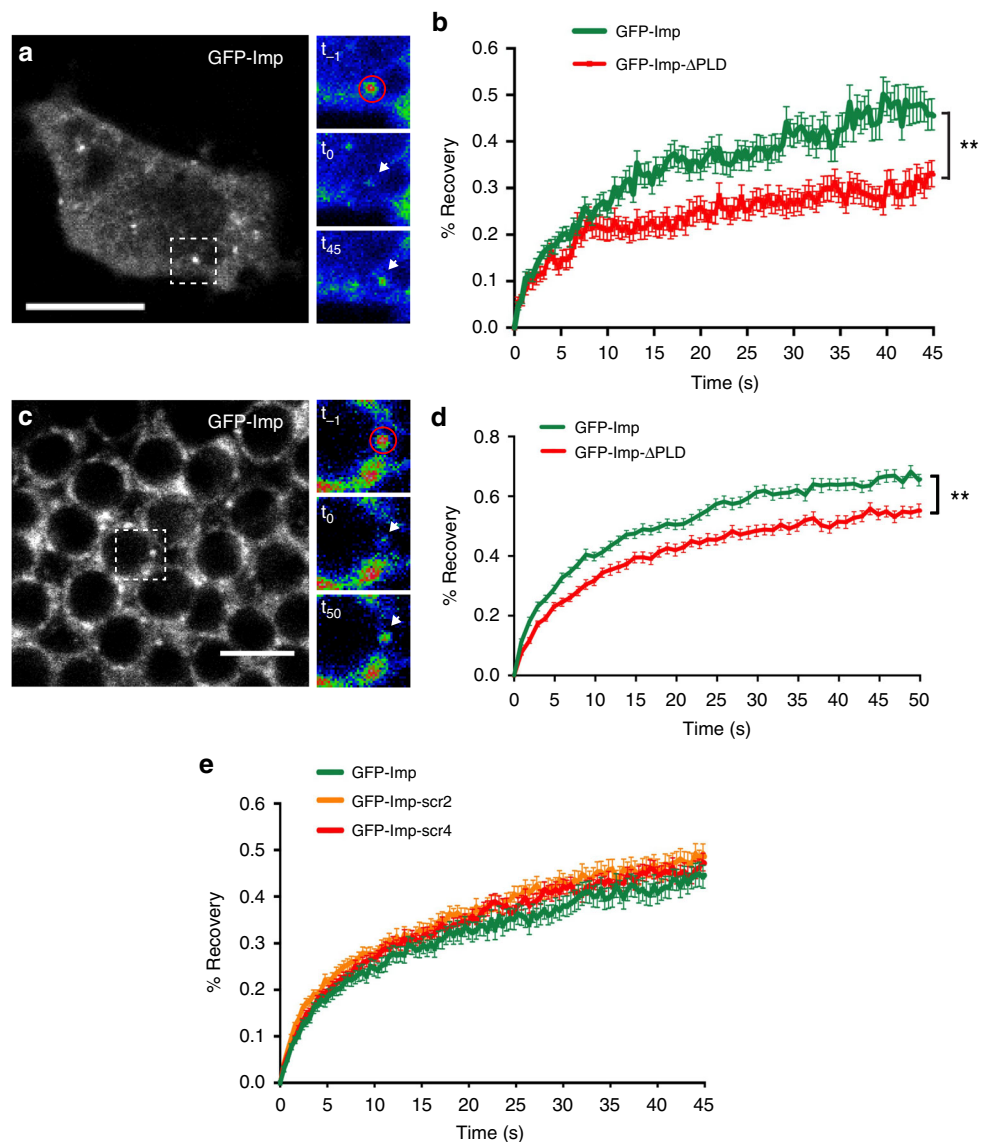 a
GFP-Imp
t–1
t0
t45
b
GFP-Imp
GFP-Imp-ΔPLD
0.6
0.5
0.4
0.3
0.2
0.1
0.0
% Recovery
0 5 10 15 20 25 30 35 40 45
Time (s)
**
c
GFP-Imp
t–1
t0
t50
d
GFP-Imp
GFP-Imp-ΔPLD
0.8
0.6
0.4
0.2
0.0
% Recovery
0 5 10 15 20 25 30 35 40 45 50
Time (s)
**
e
GFP-Imp
GFP-Imp-scr2
GFP-Imp-scr4
0.6
0.5
0.4
0.3
0.2
0.1
0.0
% Recovery
0 5 10 15 20 25 30 35 40 45
Time (s)